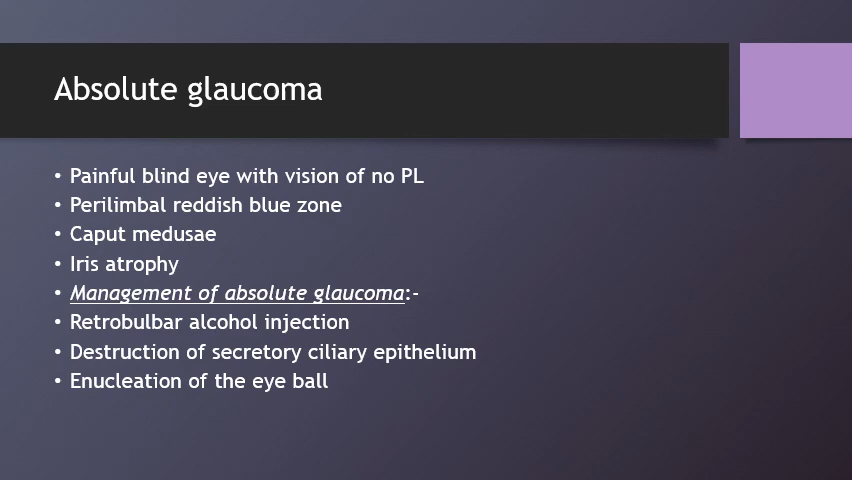 Absolute glaucoma
• Painful blind eye with vision of no PL
• Perilimbal reddish blue zone
• Caput medusae
• Iris atrophy
• Management of absolute glaucoma:-
• Retrobulbar alcohol injection
• Destruction of secretory ciliary epithelium
• Enucleation of the eye ball